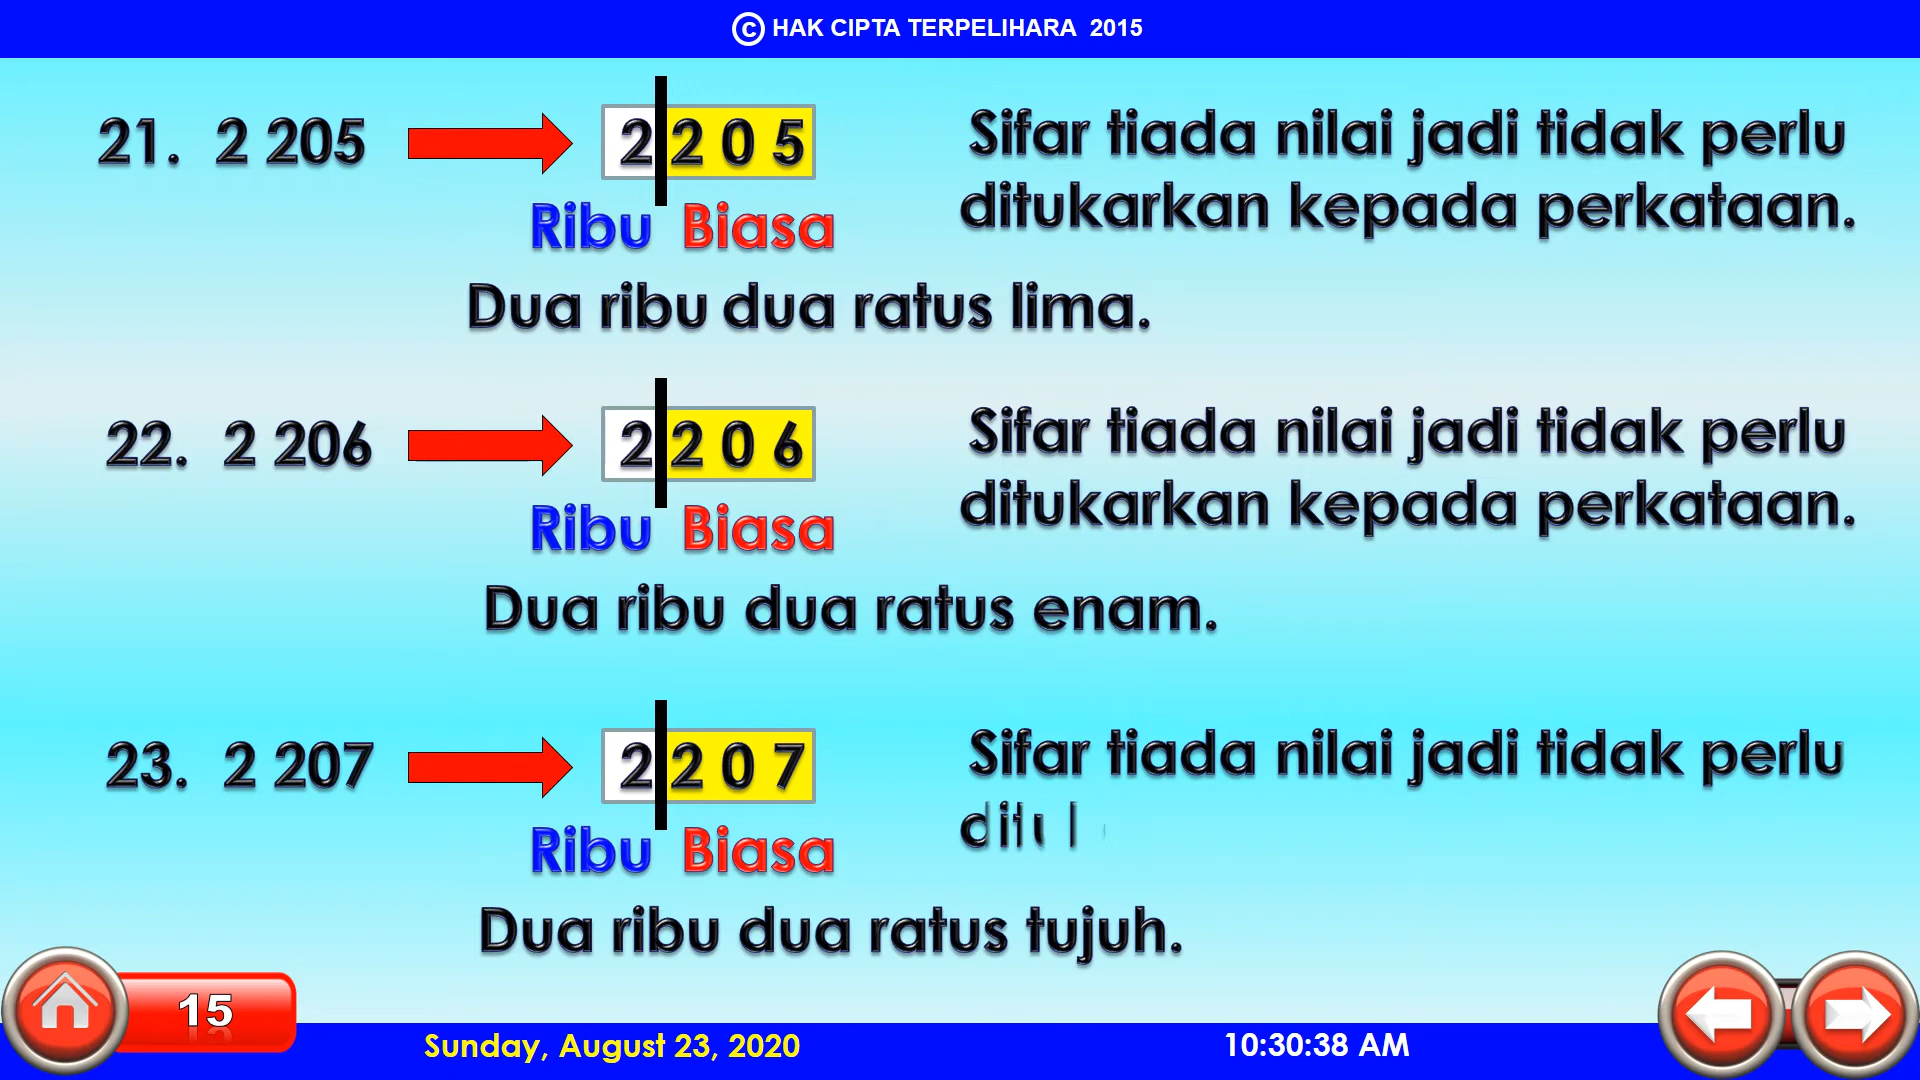 © HAK CIPTA TERPELIHARA 2015
21. 2 205
2 2 0 5
Sifar tiada nilai jadi tidak perlu
ditukarkan kepada perkataan.
Ribu Biasa
Dua ribu dua ratus lima.
22. 2 206
2 2 0 6
Sifar tiada nilai jadi tidak perlu
ditukarkan kepada perkataan.
Ribu Biasa
Dua ribu dua ratus enam.
23. 2 207
2 2 0 7
Sifar tiada nilai jadi tidak perlu
Ribu Biasa
Dua ribu dua ratus tujuh.
15
Sunday, August 23, 2020
10:30:38 AM